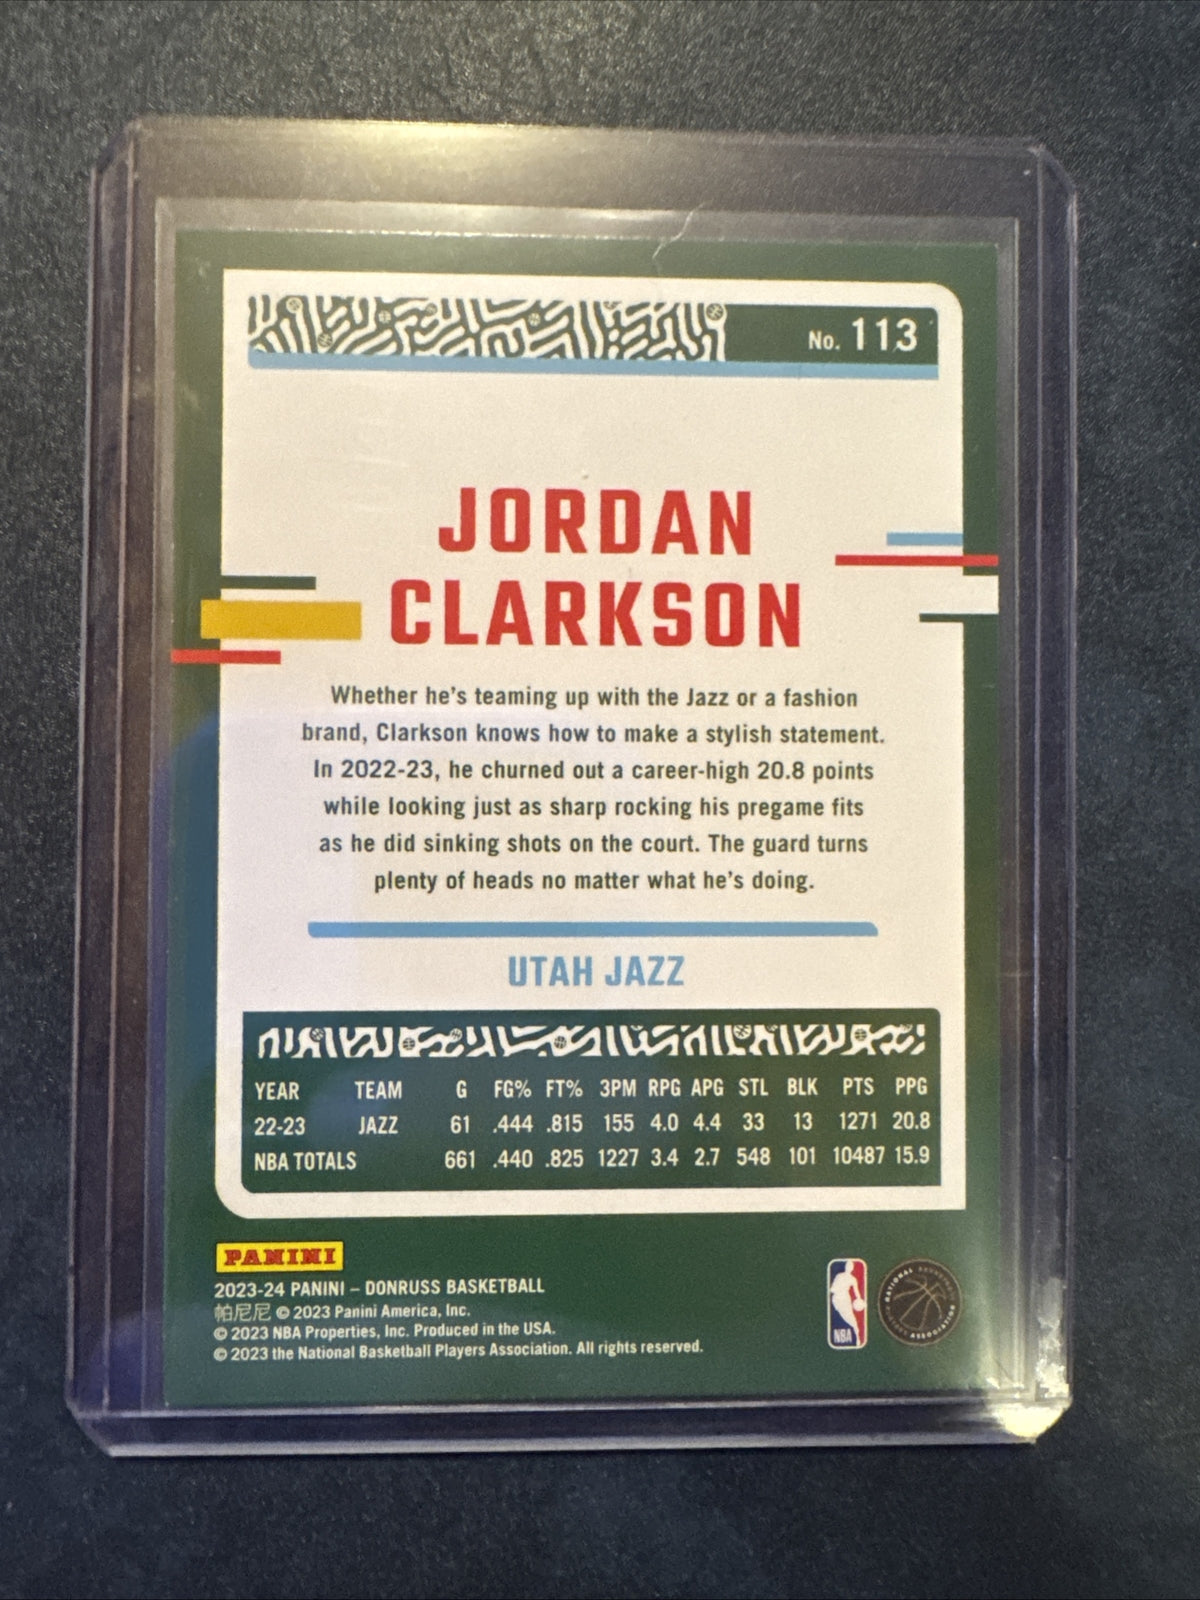 No. 113
JORDAN
CLARKSON
Whether he's teaming up with the Jazz or a fashion
brand, Clarkson knows how to make a stylish statement.
In 2022-23, he churned out a career-high 20.8 points
while looking just as sharp rocking his pregame fits
as he did sinking shots on the court. The guard turns
plenty of heads no matter what he's doing.
UTAH JAZZ
YEAR TEAM G FG% FT% 3PM RPG APG STL BLK PTS PPG
22-23 JAZZ 61 .444 .815 155 4.0 4.4 33 13 1271 20.8
NBA TOTALS 661 .440 .825 1227 3.4 2.7 548 101 10487 15.9
PANINI
2023-24 PANINI – DONRUSS BASKETBALL
帕尼尼 © 2023 Panini America, Inc.
© 2023 NBA Properties, Inc. Produced in the USA.
© 2023 the National Basketball Players Association. All rights reserved.
NBA
NATIONAL BASKETBALL PLAYERS ASSOCIATION